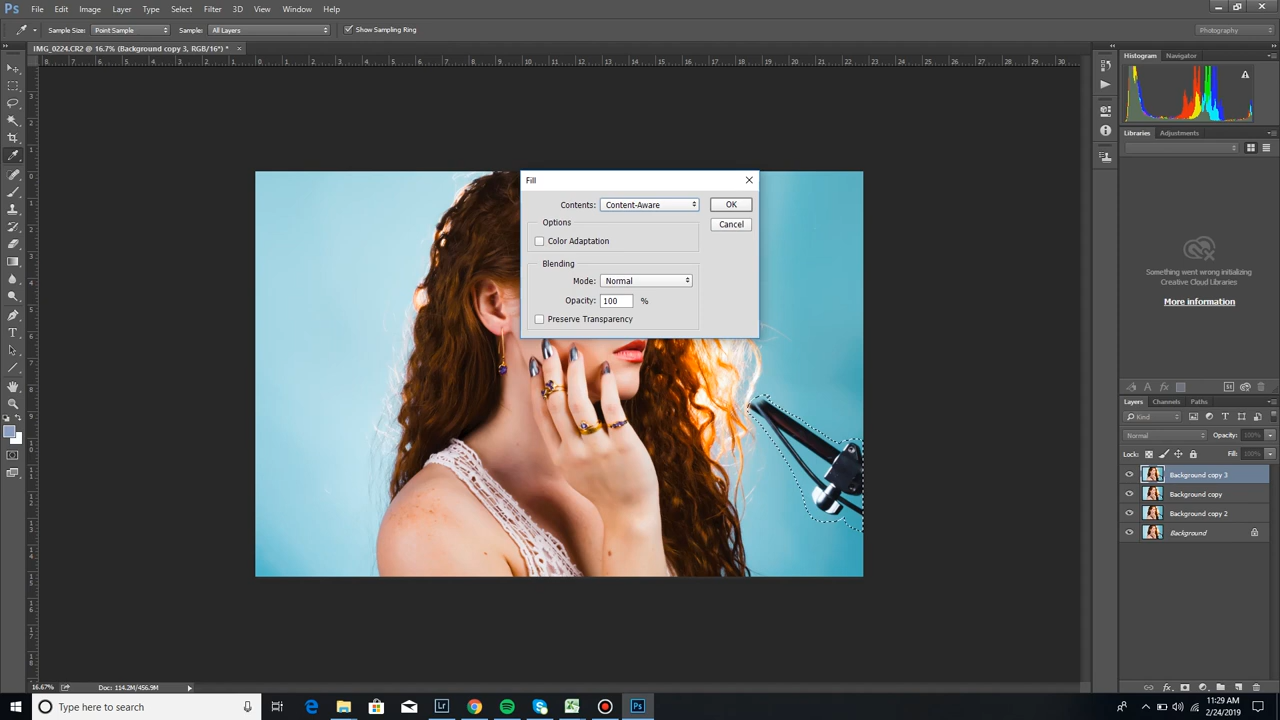 Ps File Edit Image Layer Type Select Filter 3D View Window Help
Sample Size: Point Sample Sample: All Layers Show Sampling Ring Photography
IMG_0224.CR2 @ 16.7% (Background copy 3, RGB/16*) * ×
Histogram Navigator
Libraries Adjustments
Something went wrong initializing
Creative Cloud Libraries
More information
Fill
Contents: Content-Aware OK
Options Cancel
Color Adaptation
Blending
Mode: Normal
Opacity: 100 %
Preserve Transparency
Layers Channels Paths
Kind
Normal Opacity: 100%
Lock: Fill: 100%
Background copy 3
Background copy
Background copy 2
Background
16.67% Doc: 114.2M/456.9M
Type here to search
Lr
Ps
11:29 AM
2/24/2019